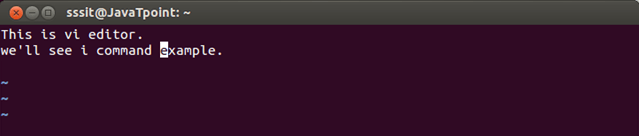 sssit@JavaTpoint: ~
This is vi editor.
we'll see i command example.
~
~
~